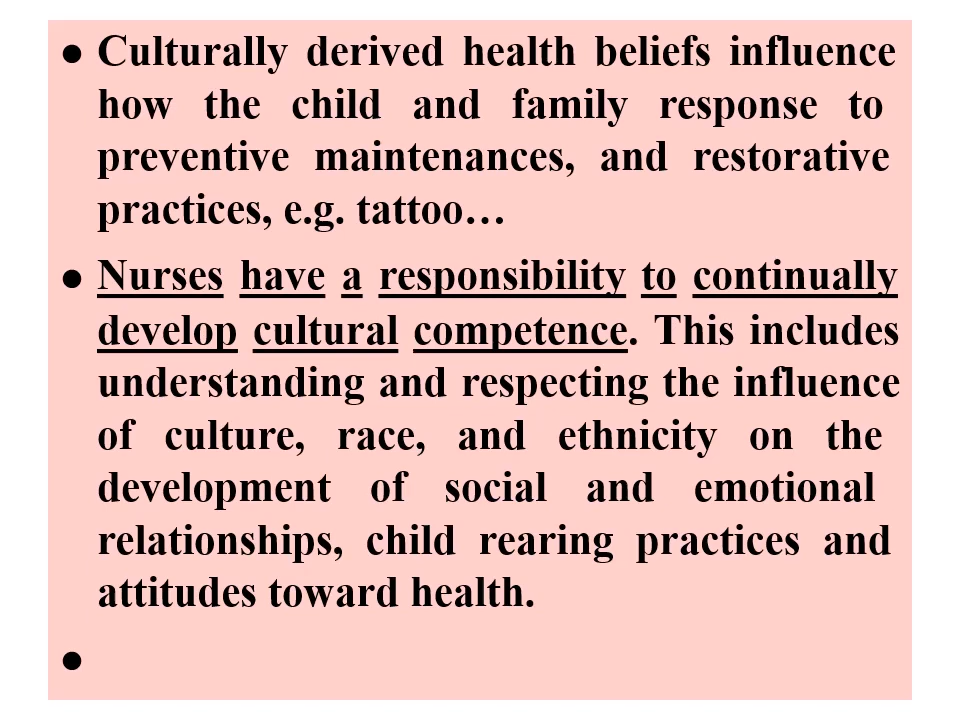 ● Culturally derived health beliefs influence
how the child and family response to
preventive maintenances, and restorative
practices, e.g. tattoo…
● Nurses have a responsibility to continually
develop cultural competence. This includes
understanding and respecting the influence
of culture, race, and ethnicity on the
development of social and emotional
relationships, child rearing practices and
attitudes toward health.
●